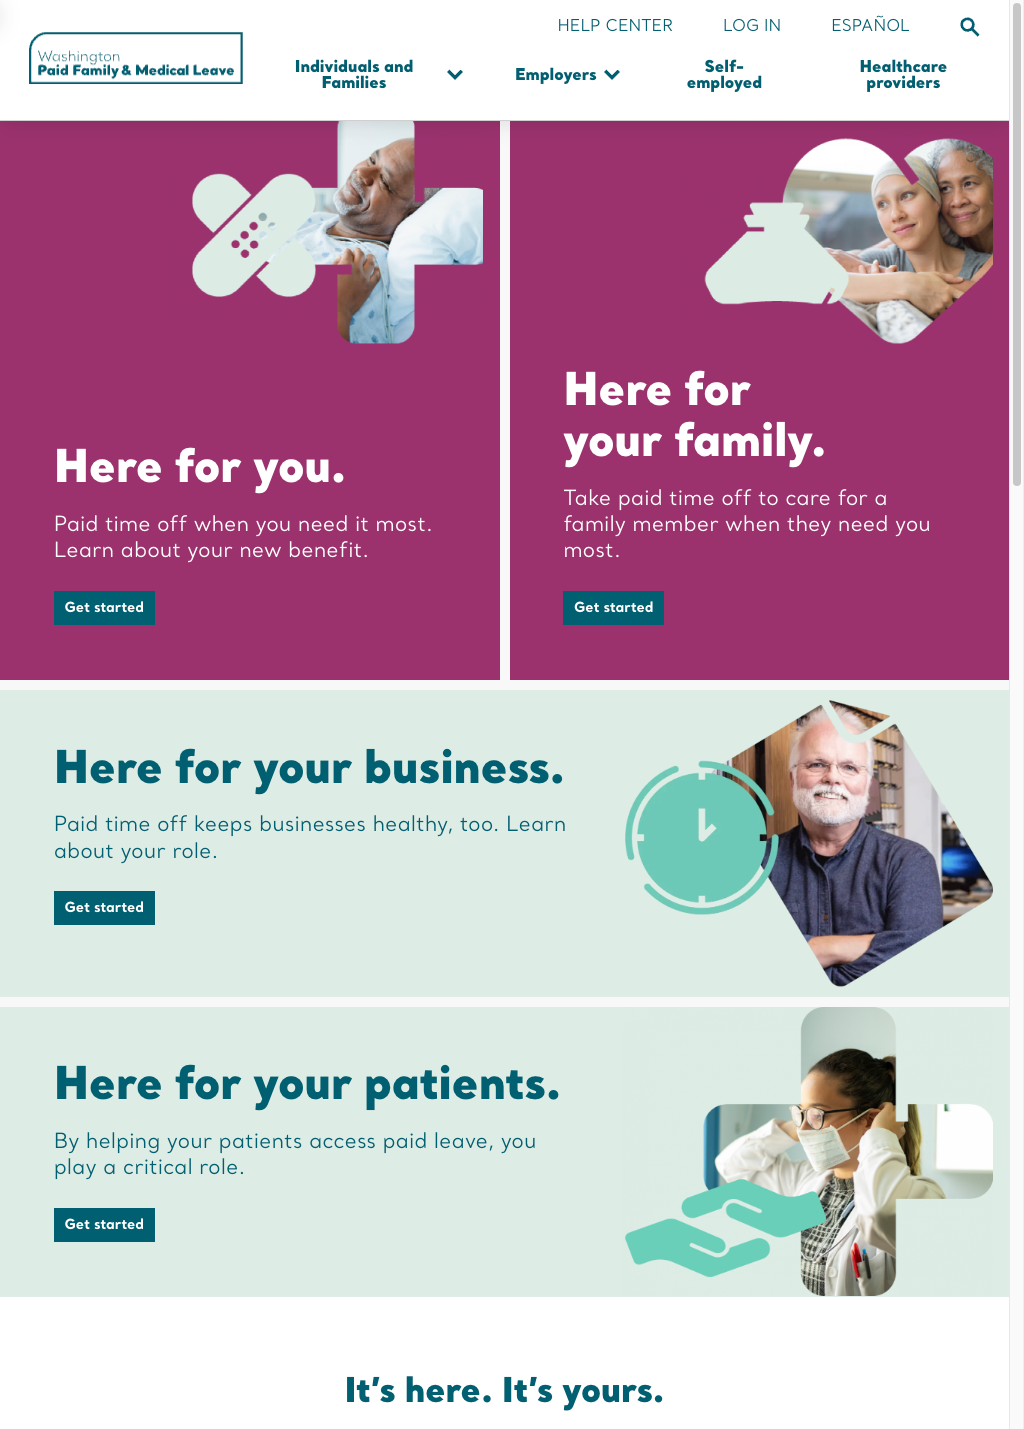 HELP CENTER
LOG IN
ESPAÑOL
Washington
Paid Family & Medical Leave
Individuals and
Families
Employers
Self-
employed
Healthcare
providers
Here for you.
Paid time off when you need it most.
Learn about your new benefit.
Get started
Here for
your family.
Take paid time off to care for a
family member when they need you
most.
Get started
Here for your business.
Paid time off keeps businesses healthy, too. Learn
about your role.
Get started
Here for your patients.
By helping your patients access paid leave, you
play a critical role.
Get started
It's here. It's yours.